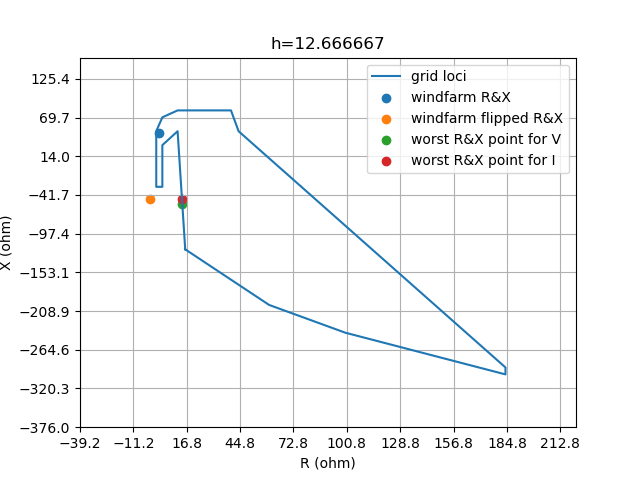 h=12.666667
grid loci
windfarm R&X
windfarm flipped R&X
worst R&X point for V
worst R&X point for I
125.4
69.7
14.0
−41.7
−97.4
−153.1
−208.9
−264.6
−320.3
−376.0
X (ohm)
−39.2 −11.2 16.8 44.8 72.8 100.8 128.8 156.8 184.8 212.8
R (ohm)